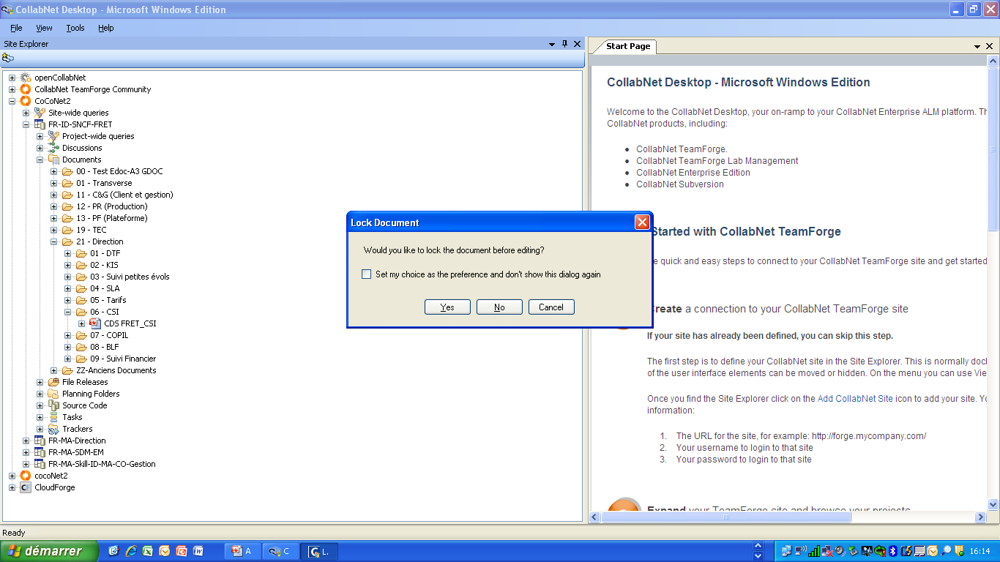 CollabNet Desktop - Microsoft Windows Edition
File View Tools Help
Site Explorer
openCollabNet
CollabNet TeamForge Community
CoCoNet2
Site-wide queries
FR-ID-SNCF-FRET
Project-wide queries
Discussions
Documents
00 - Test Edoc-A3 GDOC
01 - Transverse
11 - C&G (Client et gestion)
12 - PR (Production)
13 - PF (Plateforme)
19 - TEC
21 - Direction
01 - DTF
02 - KIS
03 - Suivi petites évols
04 - SLA
05 - Tarifs
06 - CSI
CDS FRET_CSI
07 - COPIL
08 - BLF
09 - Suivi Financier
ZZ-Anciens Documents
File Releases
Planning Folders
Source Code
Tasks
Trackers
FR-MA-Direction
FR-MA-SDM-EM
FR-MA-Skill-ID-MA-CO-Gestion
cocoNet2
CF CloudForge
Start Page
CollabNet Desktop - Microsoft Windows Edition
Welcome to the CollabNet Desktop, your on-ramp to your CollabNet Enterprise ALM platform. Th
CollabNet products, including:
• CollabNet TeamForge.
• CollabNet TeamForge Lab Management
• CollabNet Enterprise Edition
• CollabNet Subversion
Started with CollabNet TeamForge
e quick and easy steps to connect to your CollabNet TeamForge site and get started
reate a connection to your CollabNet TeamForge site
If your site has already been defined, you can skip this step.
The first step is to define your CollabNet site in the Site Explorer. This is normally doc
of the user interface elements can be moved or hidden. On the menu you can use Vie
Once you find the Site Explorer click on the Add CollabNet Site icon to add your site. Yo
information:
1. The URL for the site, for example: http://forge.mycompany.com/
2. Your username to login to that site
3. Your password to login to that site
Expand your TeamForge site and browse your projects
Lock Document
Would you like to lock the document before editing?
Set my choice as the preference and don't show this dialog again
Yes No Cancel
Ready
démarrer A C L. 16:14